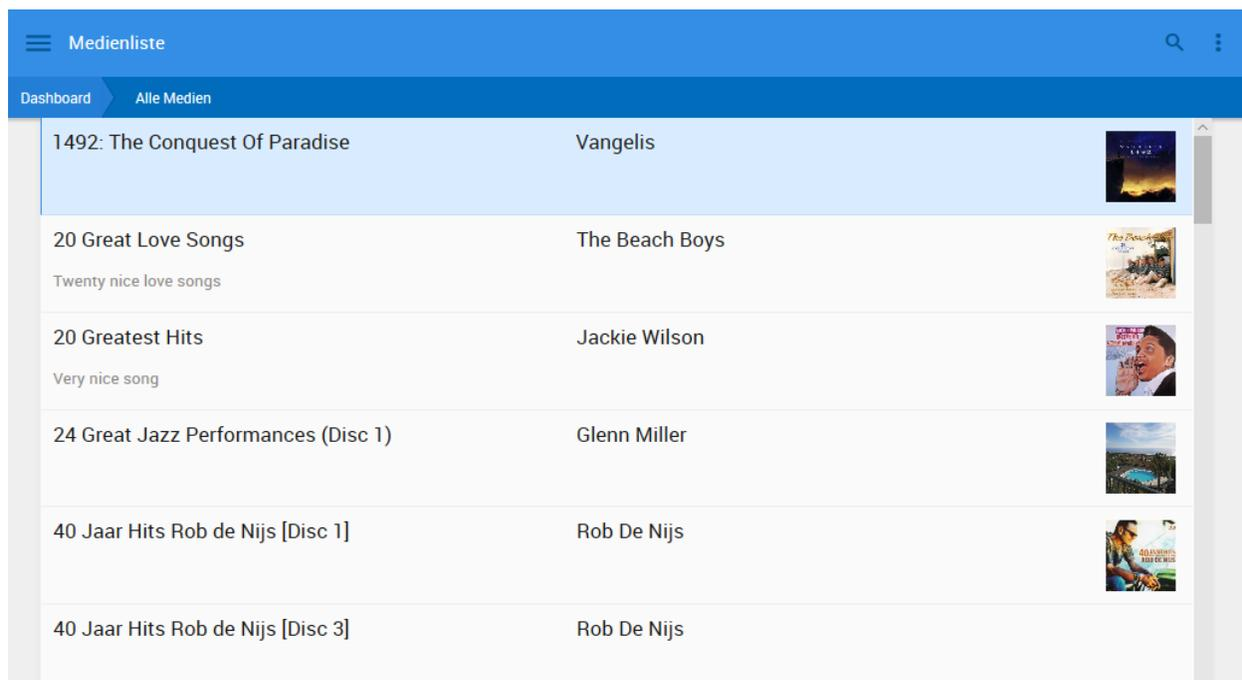 Medienliste
Dashboard
Alle Medien
1492: The Conquest Of Paradise
Vangelis
20 Great Love Songs
The Beach Boys
Twenty nice love songs
20 Greatest Hits
Jackie Wilson
Very nice song
24 Great Jazz Performances (Disc 1)
Glenn Miller
40 Jaar Hits Rob de Nijs [Disc 1]
Rob De Nijs
40 Jaar Hits Rob de Nijs [Disc 3]
Rob De Nijs